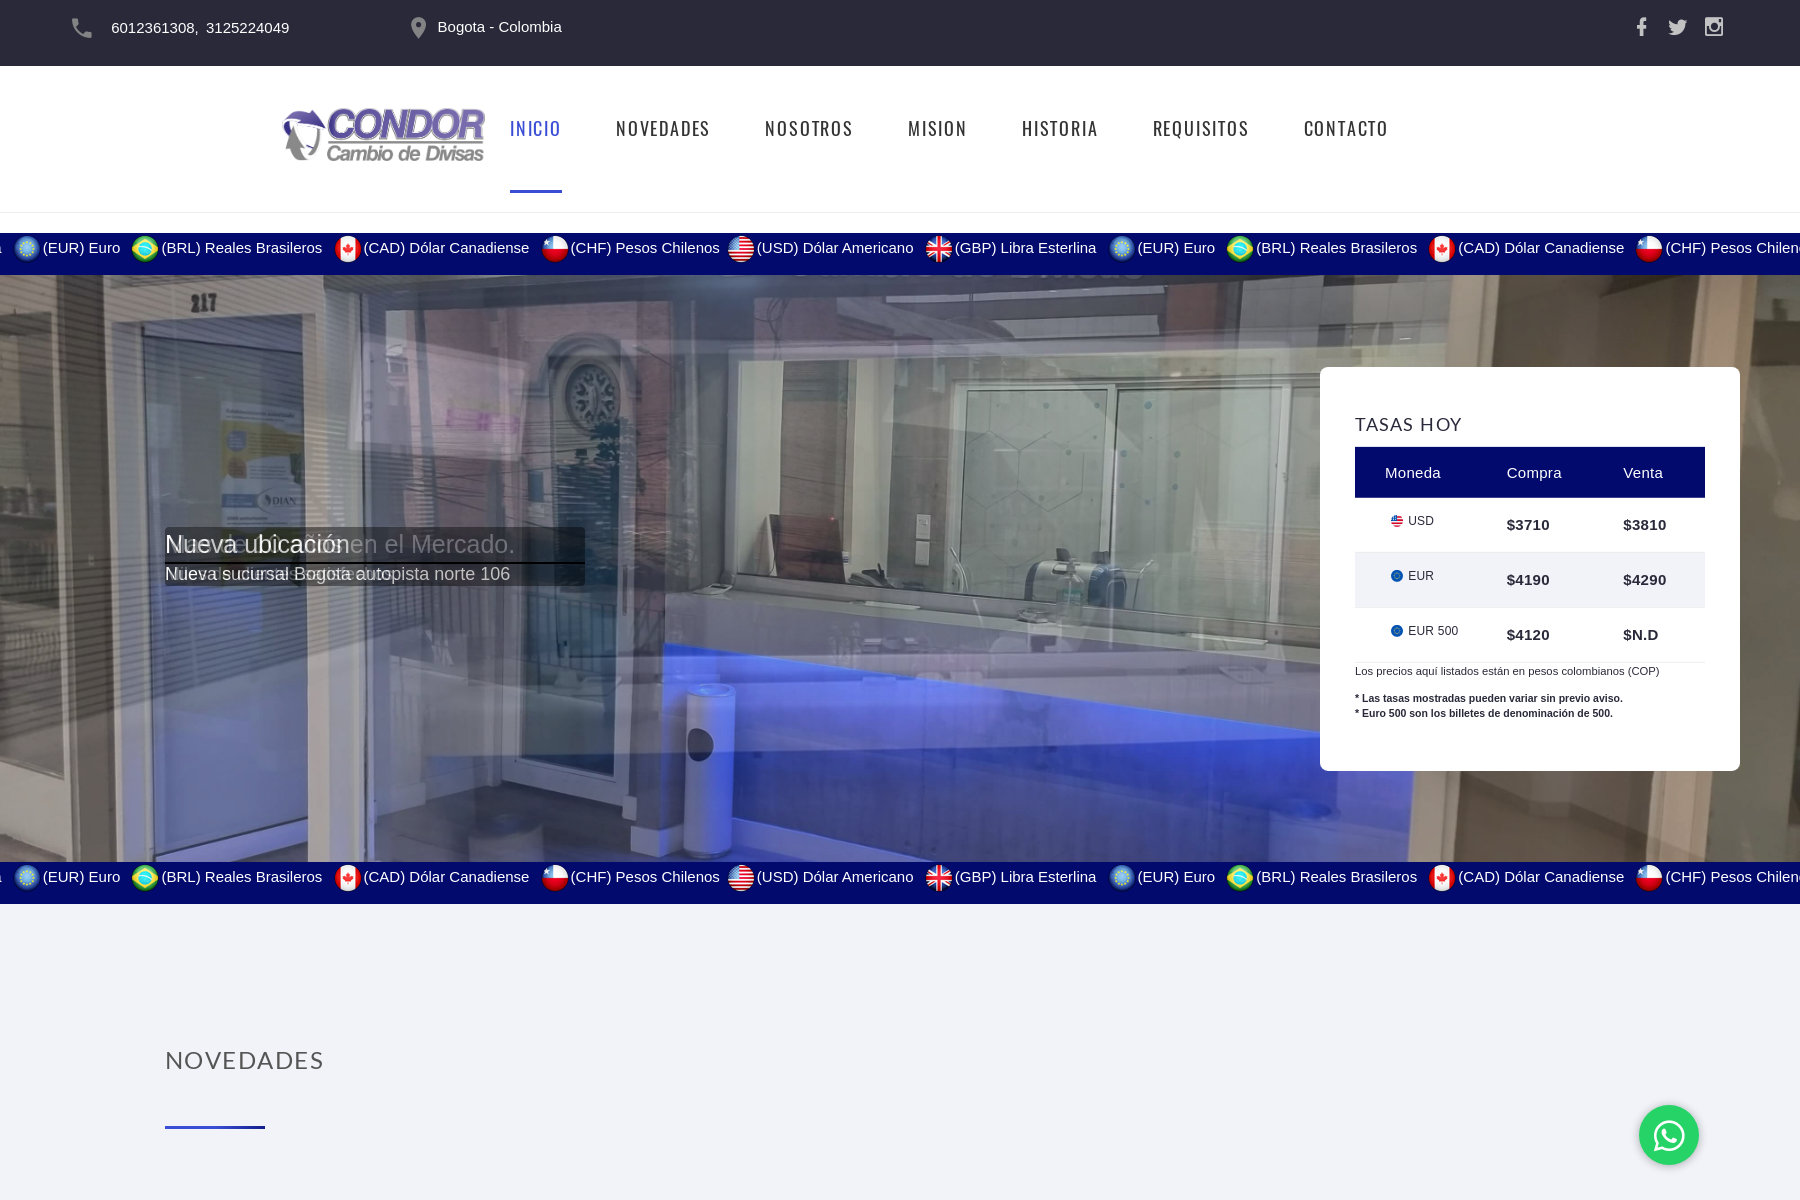 6012361308, 3125224049
Bogota - Colombia
CONDOR
Cambio de Divisas
INICIO
NOVEDADES
NOSOTROS
MISION
HISTORIA
REQUISITOS
CONTACTO
(EUR) Euro (BRL) Reales Brasileros (CAD) Dólar Canadiense (CHF) Pesos Chilenos (USD) Dólar Americano (GBP) Libra Esterlina (EUR) Euro (BRL) Reales Brasileros (CAD) Dólar Canadiense (CHF) Pesos Chilen
217
DIAN
Nueva ubicación
en el Mercado.
Nueva sucursal Bogota autopista norte 106
TASAS HOY
Moneda Compra Venta
USD $3710 $3810
EUR $4190 $4290
EUR 500 $4120 $N.D
Los precios aquí listados están en pesos colombianos (COP)
* Las tasas mostradas pueden variar sin previo aviso.
* Euro 500 son los billetes de denominación de 500.
(EUR) Euro (BRL) Reales Brasileros (CAD) Dólar Canadiense (CHF) Pesos Chilenos (USD) Dólar Americano (GBP) Libra Esterlina (EUR) Euro (BRL) Reales Brasileros (CAD) Dólar Canadiense (CHF) Pesos Chilen
NOVEDADES